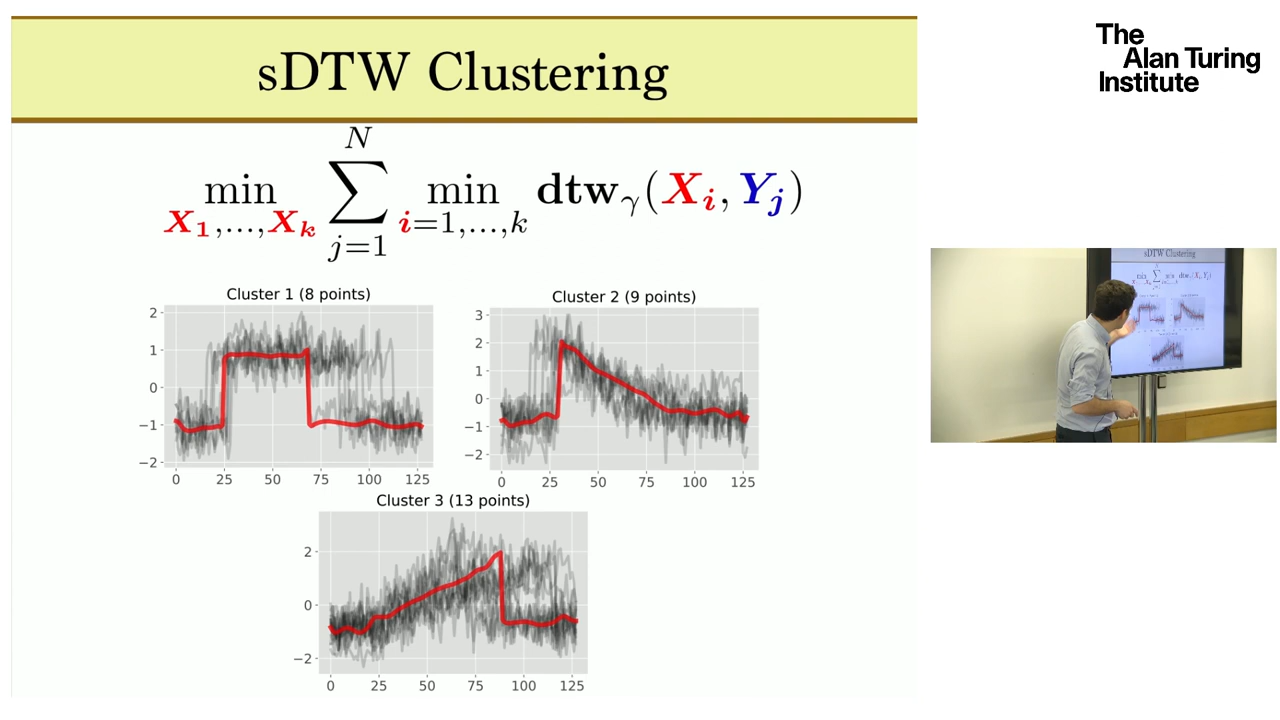 sDTW Clustering
The
Alan Turing
Institute
N
min ∑ min dtwγ(Xi, Yj)
X1,...,Xk j=1 i=1,...,k
Cluster 1 (8 points)
2
1
0
−1
−2
0 25 50 75 100 125
Cluster 2 (9 points)
3
2
1
0
−1
−2
0 25 50 75 100 125
Cluster 3 (13 points)
2
0
−2
0 25 50 75 100 125
sDTW Clustering